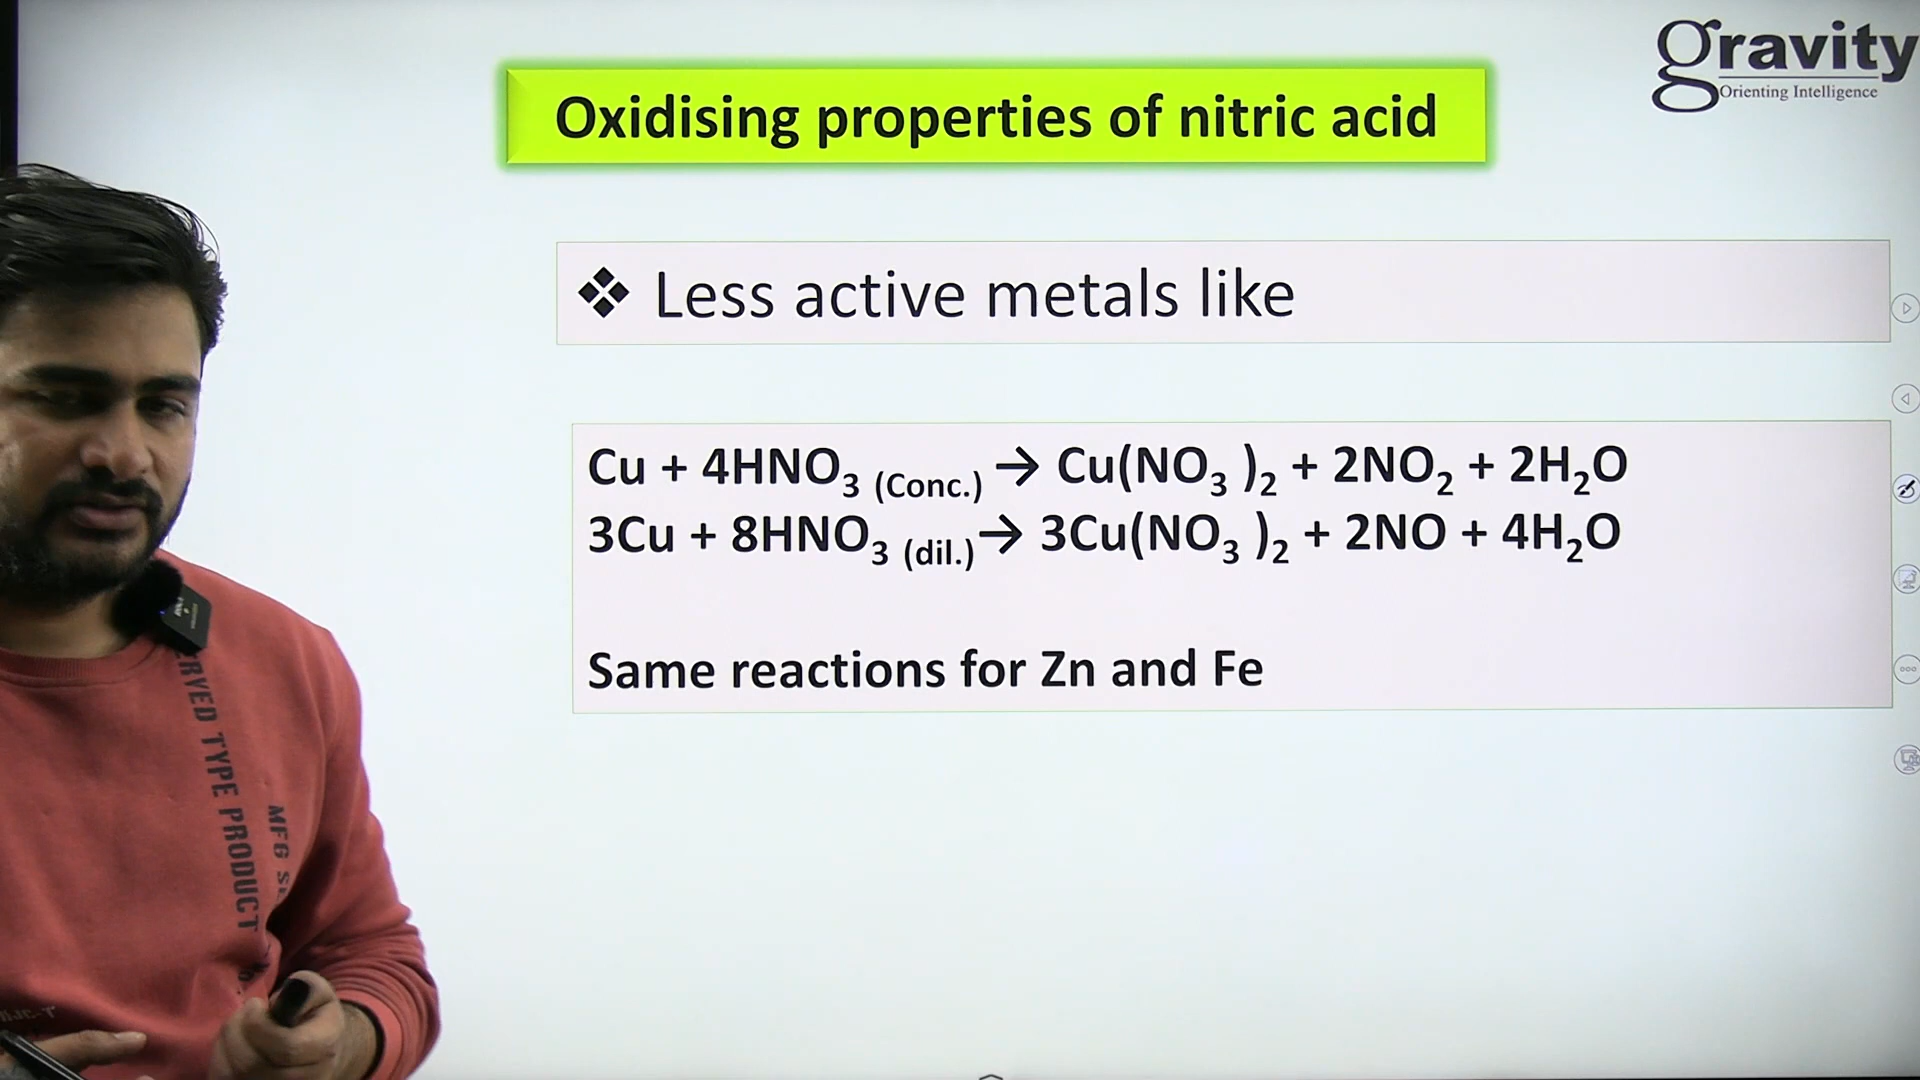 gravity
Orienting Intelligence
Oxidising properties of nitric acid
❖ Less active metals like
Cu + 4HNO₃ (Conc.) → Cu(NO₃ )₂ + 2NO₂ + 2H₂O
3Cu + 8HNO₃ (dil.) → 3Cu(NO₃ )₂ + 2NO + 4H₂O
Same reactions for Zn and Fe
TYPE PRODUCT
MFG